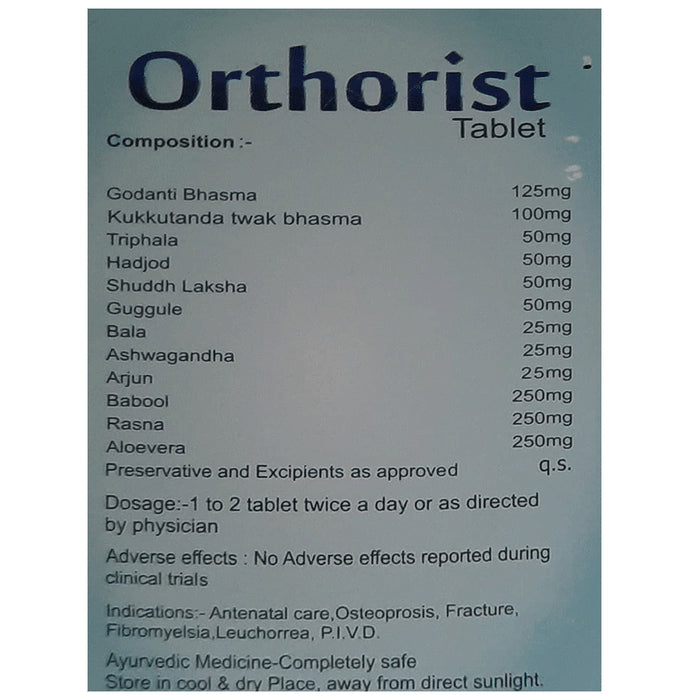 Orthorist
Tablet
Composition :-
Godanti Bhasma 125mg
Kukkutanda twak bhasma 100mg
Triphala 50mg
Hadjod 50mg
Shuddh Laksha 50mg
Guggule 50mg
Bala 25mg
Ashwagandha 25mg
Arjun 25mg
Babool 250mg
Rasna 250mg
Aloevera 250mg
Preservative and Excipients as approved q.s.
Dosage:-1 to 2 tablet twice a day or as directed
by physician
Adverse effects : No Adverse effects reported during
clinical trials
Indications:- Antenatal care,Osteoprosis, Fracture,
Fibromyelsia,Leuchorrea, P.I.V.D.
Ayurvedic Medicine-Completely safe
Store in cool & dry Place, away from direct sunlight.